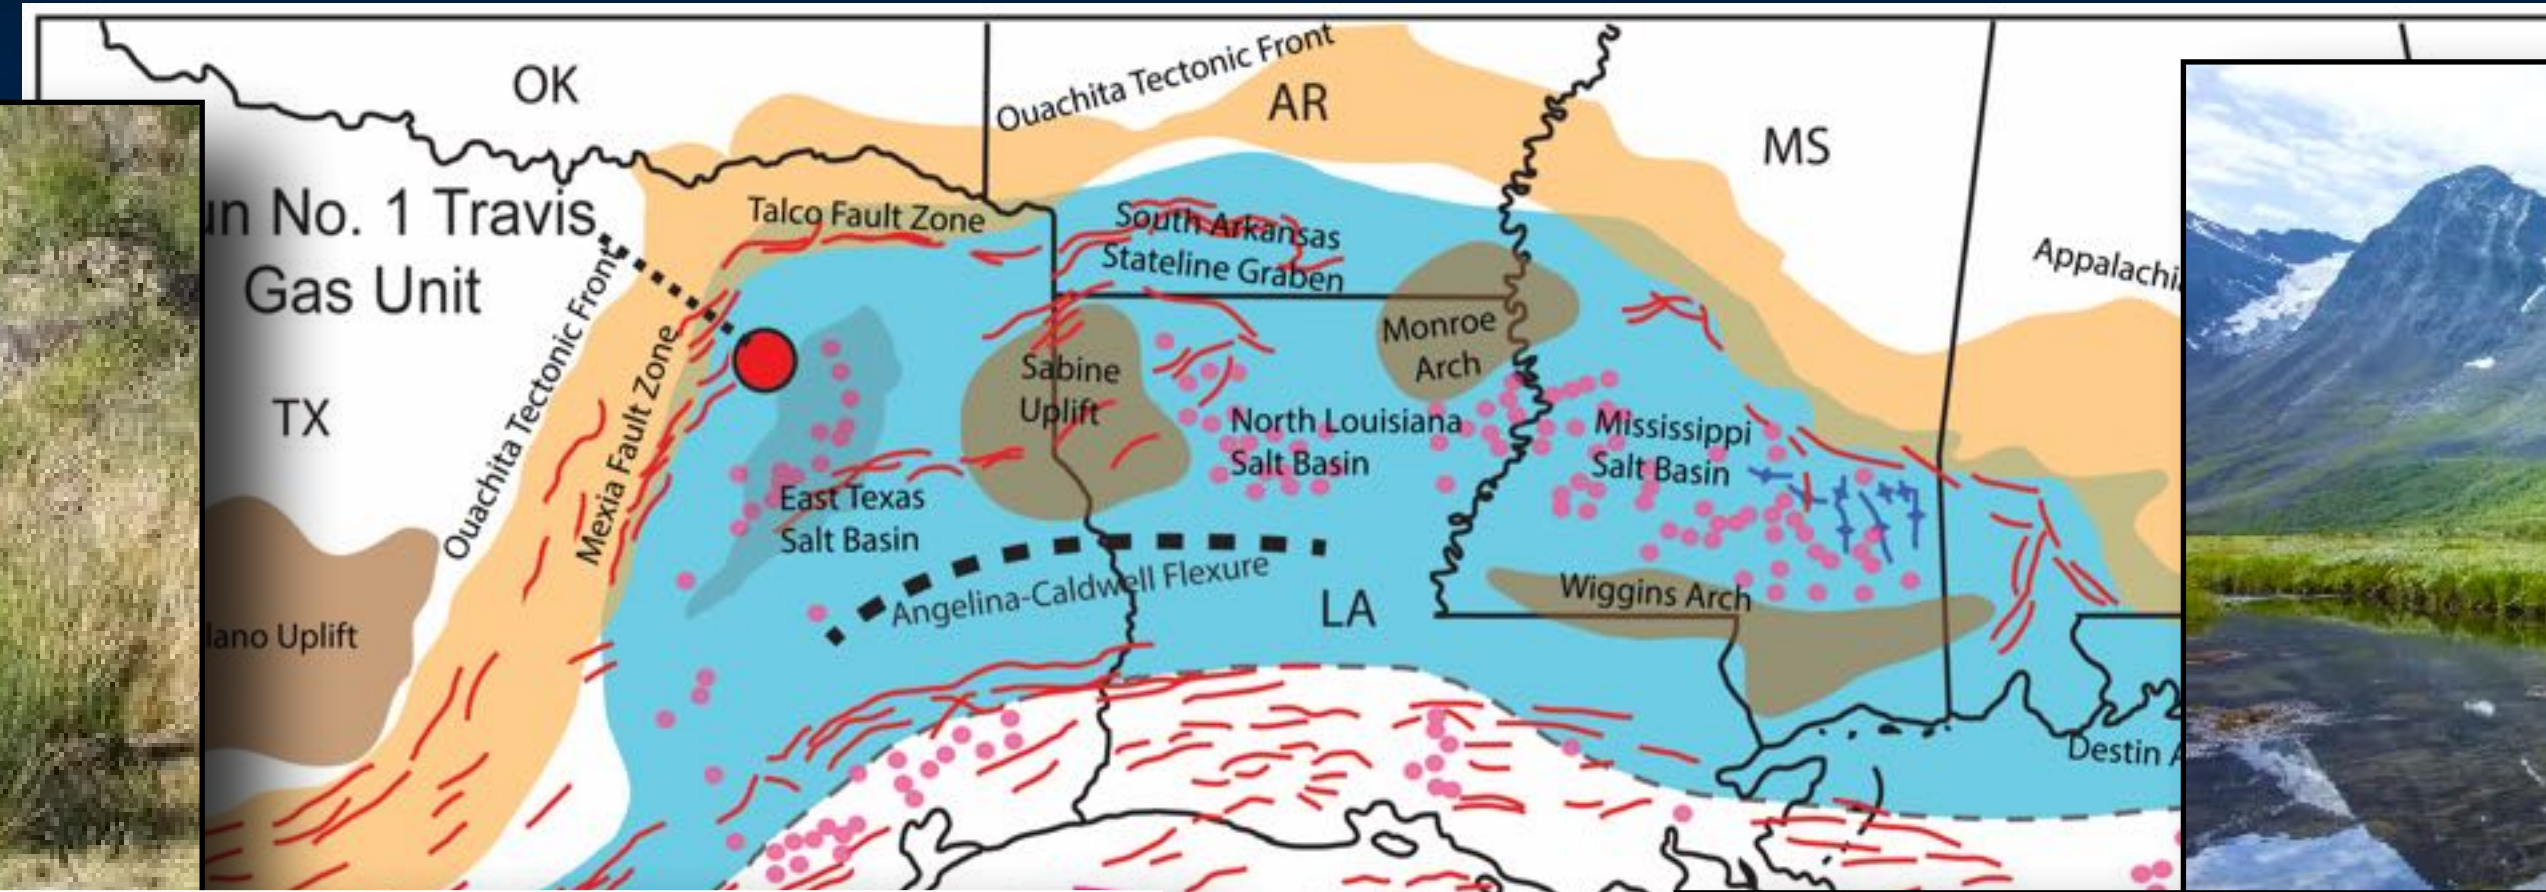 OK
Ouachita Tectonic Front
AR
MS
un No. 1 Travis
Gas Unit
Talco Fault Zone
South Arkansas
Stateline Graben
Appalachi
Ouachita Tectonic Front
TX
Mexia Fault Zone
Sabine
Uplift
Monroe
Arch
North Louisiana
Salt Basin
Mississippi
Salt Basin
East Texas
Salt Basin
Angelina-Caldwell Flexure
Wiggins Arch
LA
lano Uplift
Destin A